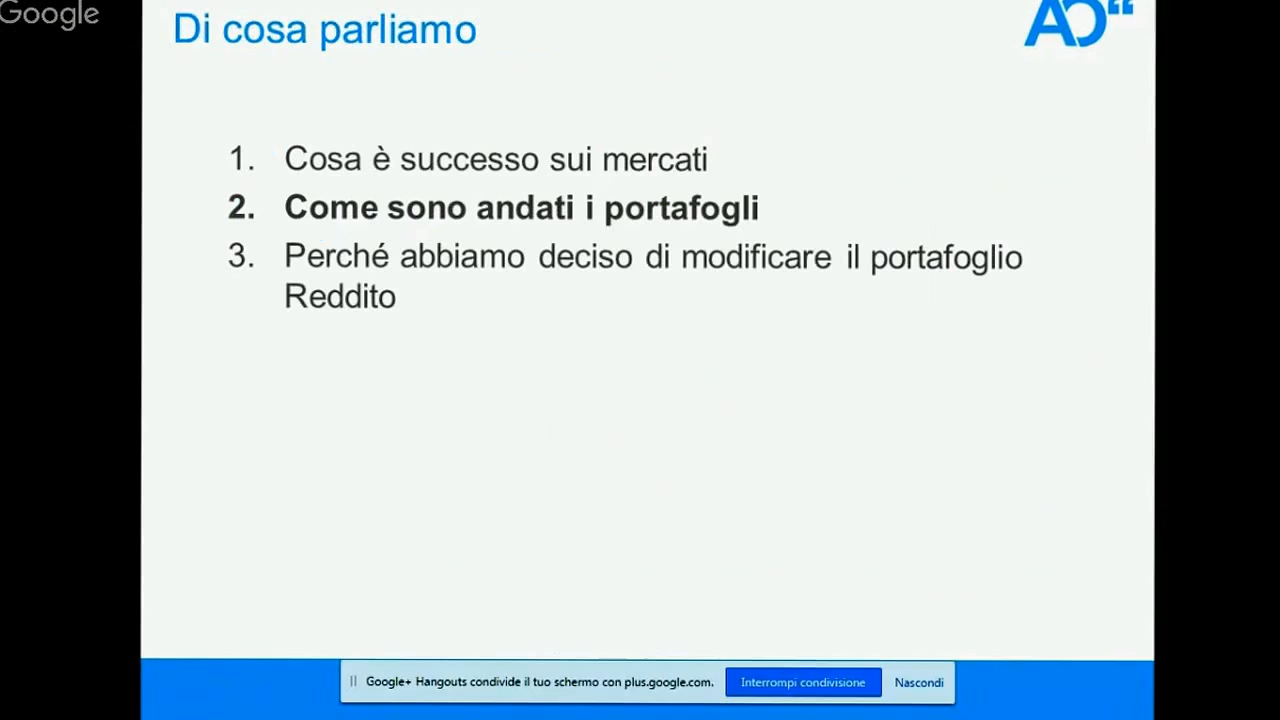 Google
Di cosa parliamo
AO“
1. Cosa è successo sui mercati
2. Come sono andati i portafogli
3. Perché abbiamo deciso di modificare il portafoglio
Reddito
Google+ Hangouts condivide il tuo schermo con plus.google.com. Interrompi condivisione Nascondi